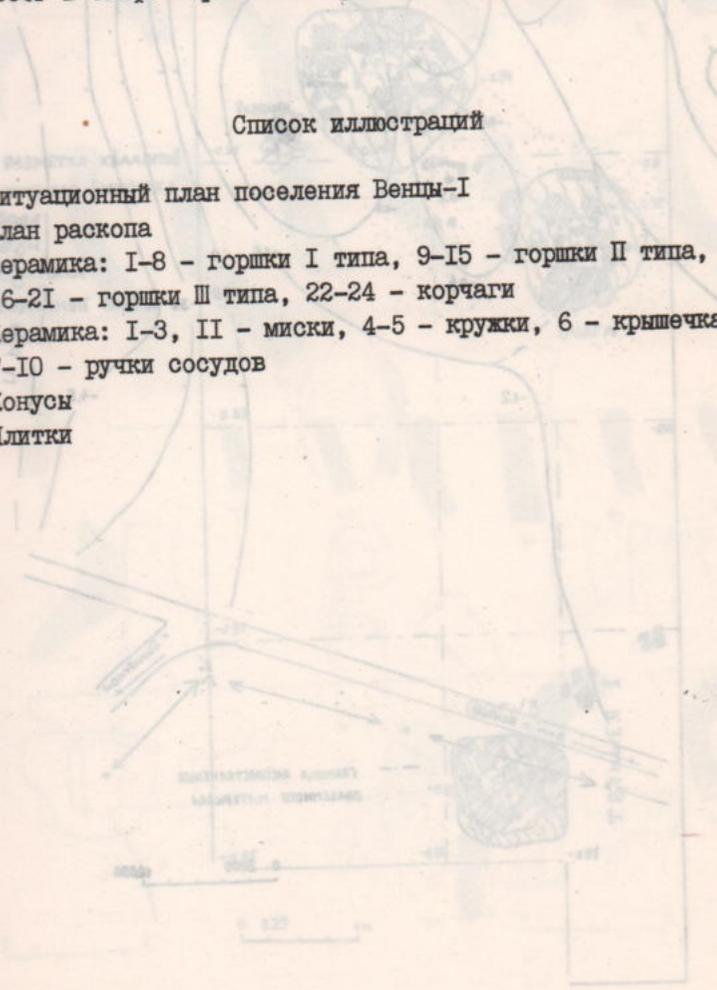 Список иллюстраций
итуационный план поселения Венцы-I
лан раскопа
ерамика: I-8 - горшки I типа, 9-I5 - горшки II типа,
6-2I - горшки III типа, 22-24 - корчаги
ерамика: I-3, II - миски, 4-5 - кружки, 6 - крышечка
-IO - ручки сосудов
онусы
литки